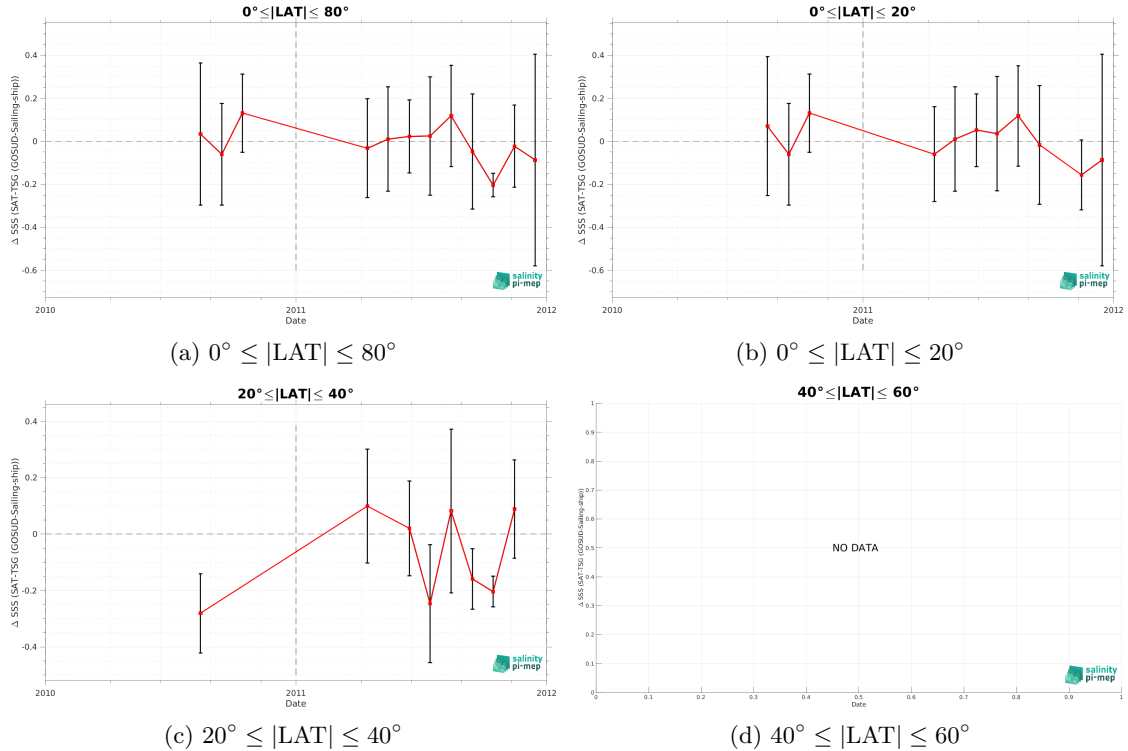 0°≤|LAT|≤ 80°
Δ SSS (SAT-TSG (GOSUD-Sailing-ship))
0.4
0.2
0
-0.2
-0.4
-0.6
2010
2011
2012
Date
salinity
pi-mep
(a) 0° ≤ |LAT| ≤ 80°
0°≤|LAT|≤ 20°
Δ SSS (SAT-TSG (GOSUD-Sailing-ship))
0.4
0.2
0
-0.2
-0.4
-0.6
2010
2011
2012
Date
salinity
pi-mep
(b) 0° ≤ |LAT| ≤ 20°
20°≤|LAT|≤ 40°
Δ SSS (SAT-TSG (GOSUD-Sailing-ship))
0.4
0.2
0
-0.2
-0.4
2010
2011
2012
Date
salinity
pi-mep
(c) 20° ≤ |LAT| ≤ 40°
40°≤|LAT|≤ 60°
Δ SSS (SAT-TSG (GOSUD-Sailing-ship))
1
0.9
0.8
0.7
0.6
0.5
0.4
0.3
0.2
0.1
0
NO DATA
0
0.1
0.2
0.3
0.4
0.5
0.6
0.7
0.8
0.9
1
Date
salinity
pi-mep
(d) 40° ≤ |LAT| ≤ 60°